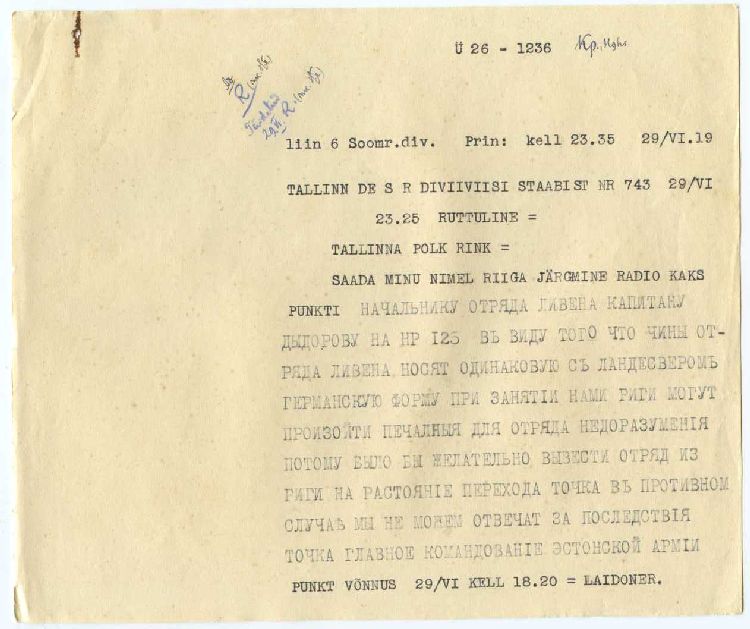 Ü 26 - 1236
liin 6 Soomr.div. Prin: kell 23.35 29/VI.19
TALLINN DE S R DIVIIVIISI STAABIST NR 743 29/VI
23.25 RUTTULINE =
TALLINNA POLK RINK =
SAADA MINU NIMEL RIIGA JÄRGMINE RADIO KAKS
PUNKTI НАЧАЛЬНИКУ ОТРЯДА ЛИВЕНА КАПИТАНУ
ДЫДОРОВУ НА НР 125 ВЪ ВИДУ ТОГО ЧТО ЧИНЫ ОТ-
РЯДА ЛИВЕНА НОСЯТ ОДИНАКОВУЮ СЪ ЛАНДЕСВЕРОМЪ
ГЕРМАНСКУЮ ФОРМУ ПРИ ЗАНЯТІИ НАМИ РИГИ МОГУТ
ПРОИЗОЙТИ ПЕЧАЛНЫЯ ДЛЯ ОТРЯДА НЕДОРАЗУМЕНІЯ
ПОТОМУ БЫЛО БЫ ЖЕЛАТЕЛЬНО ВЫВЕСТИ ОТРЯД ИЗ
РИГИ НА РАСТОЯНІЕ ПЕРЕХОДА ТОЧКА ВЪ ПРОТИВНОМ
СЛУЧАѢ МЫ НЕ МОЖЕМ ОТВЕЧАТ ЗА ПОСЛЕДСТВІЯ
ТОЧКА ГЛАВНОЕ КОМАНДОВАНІЕ ЭСТОНСКОЙ АРМІИ
PUNKT VÕNNUS 29/VI KELL 18.20 = LAIDONER.